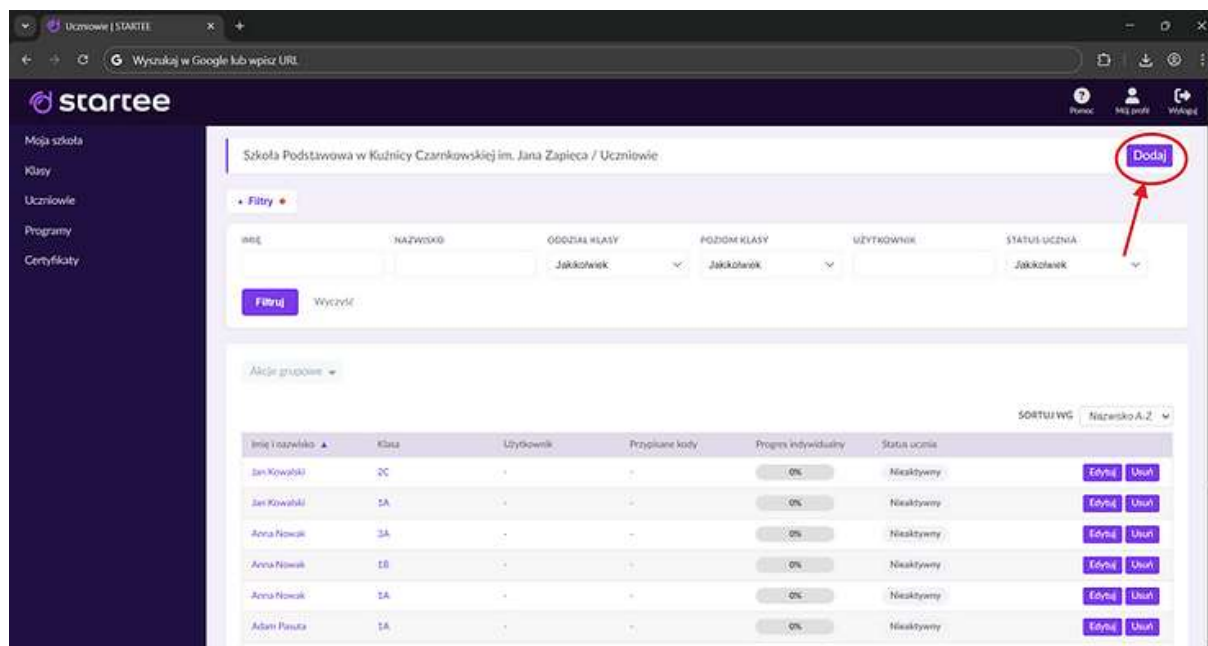 Uczniowie | STARTEE
Wyszukaj w Google lub wpisz URL
startee
Pomoc Mój profil Wyloguj
Moja szkoła
Klasy
Uczniowie
Programy
Certyfikaty
Szkoła Podstawowa w Kuźnicy Czarnkowskiej im. Jana Zapieca / Uczniowie
Dodaj
Filtry
IMIĘ NAZWISKO ODDZIAŁ KLASY POZIOM KLASY UŻYTKOWNIK STATUS UCZNIA
Jakikolwiek Jakikolwiek Jakikolwiek
Filtruj Wyczyść
Akcje grupowe
SORTUJ WG Nazwisko A-Z
Imię i nazwisko Klasa Użytkownik Przypisane kody Progres indywidualny Status ucznia
Jan Kowalski 2C - - 0% Nieaktywny Edytuj Usuń
Jan Kowalski 1A - - 0% Nieaktywny Edytuj Usuń
Anna Nowak 3A - - 0% Nieaktywny Edytuj Usuń
Anna Nowak 1B - - 0% Nieaktywny Edytuj Usuń
Anna Nowak 1A - - 0% Nieaktywny Edytuj Usuń
Adam Pasuta 1A - - 0% Nieaktywny Edytuj Usuń